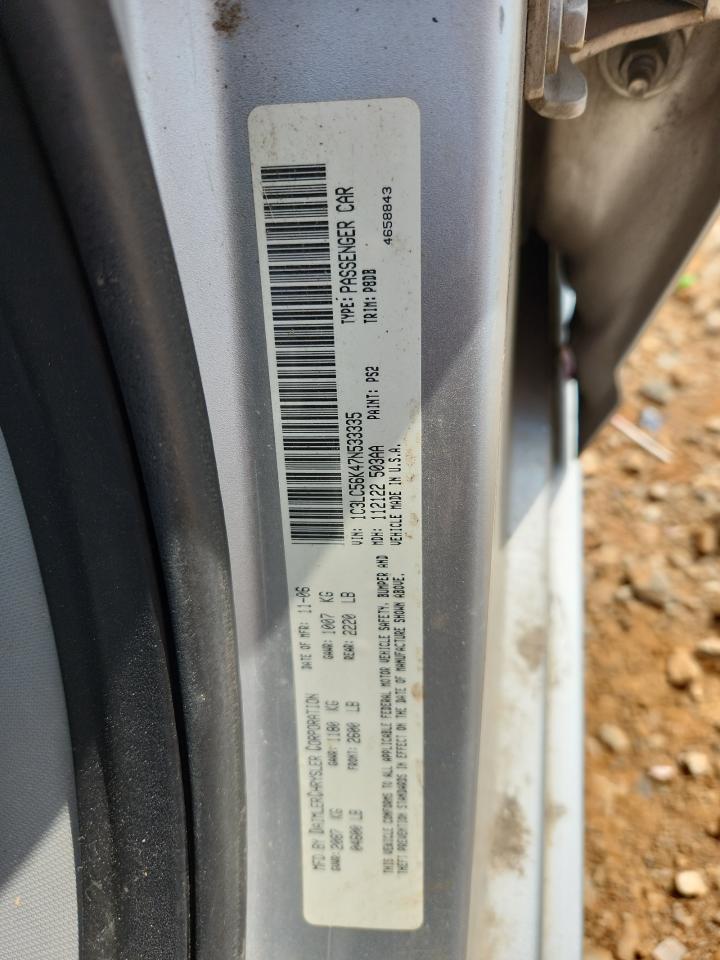 MFD BY DAIMLERCHRYSLER CORPORATION DATE OF MFR: 11-06
GVWR: 2067 KG GAWR: 1180 KG GAWR: 1007 KG
04600 LB FRONT: 2600 LB REAR: 2220 LB
THIS VEHICLE CONFORMS TO ALL APPLICABLE FEDERAL MOTOR VEHICLE SAFETY, BUMPER AND
THEFT PREVENTION STANDARDS IN EFFECT ON THE DATE OF MANUFACTURE SHOWN ABOVE.
VIN: 1C3LC56K47N533335 TYPE: PASSENGER CAR
PAINT: PS2 TRIM: P8DB
MDH: 112122 503AA 4658843
VEHICLE MADE IN U.S.A.